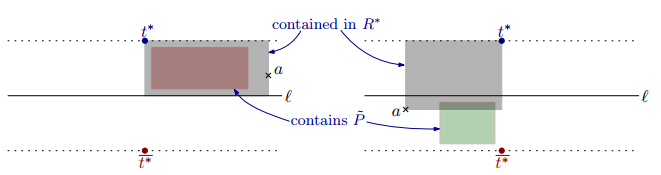 contained in R*
t*
t*
a
ℓ
ℓ
a
contains P̃
t̅*
t̅*